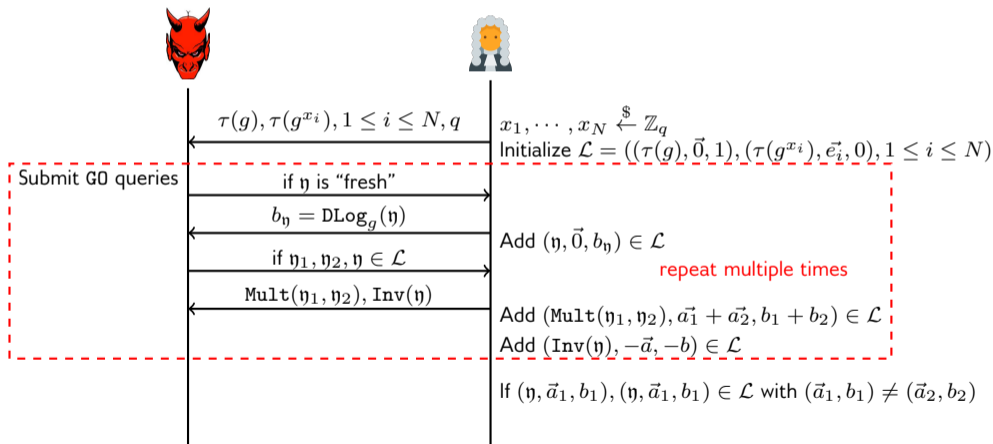 τ(g), τ(g^{x_i}), 1 ≤ i ≤ N, q
x_1, ⋯ , x_N ←$ ℤ_q
Initialize ℒ = ((τ(g), 0⃗, 1), (τ(g^{x_i}), e⃗_i, 0), 1 ≤ i ≤ N)
Submit GO queries
if 𝔶 is “fresh”
b_𝔶 = DLog_g(𝔶)
Add (𝔶, 0⃗, b_𝔶) ∈ ℒ
if 𝔶_1, 𝔶_2, 𝔶 ∈ ℒ
repeat multiple times
Mult(𝔶_1, 𝔶_2), Inv(𝔶)
Add (Mult(𝔶_1, 𝔶_2), a⃗_1 + a⃗_2, b_1 + b_2) ∈ ℒ
Add (Inv(𝔶), −a⃗, −b) ∈ ℒ
If (𝔶, a⃗_1, b_1), (𝔶, a⃗_1, b_1) ∈ ℒ with (a⃗_1, b_1) ≠ (a⃗_2, b_2)